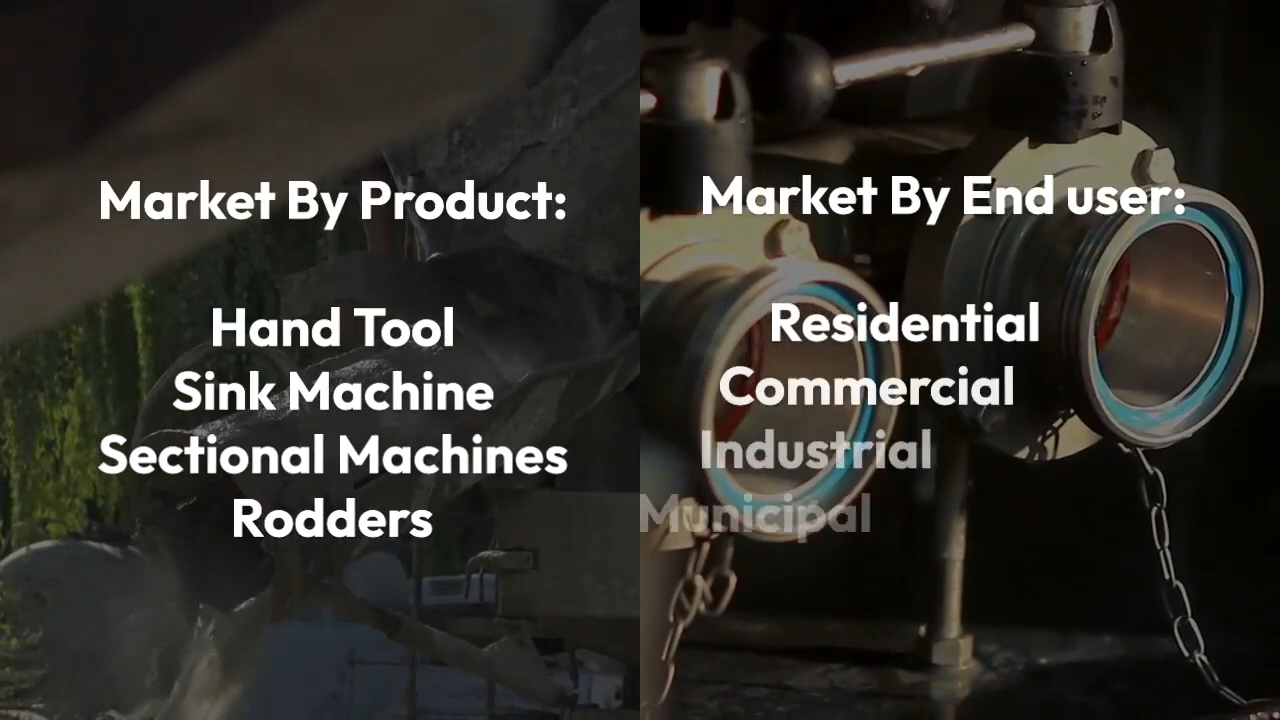 Market By Product:
Hand Tool
Sink Machine
Sectional Machines
Rodders
Market By End user:
Residential
Commercial
Industrial
Municipal